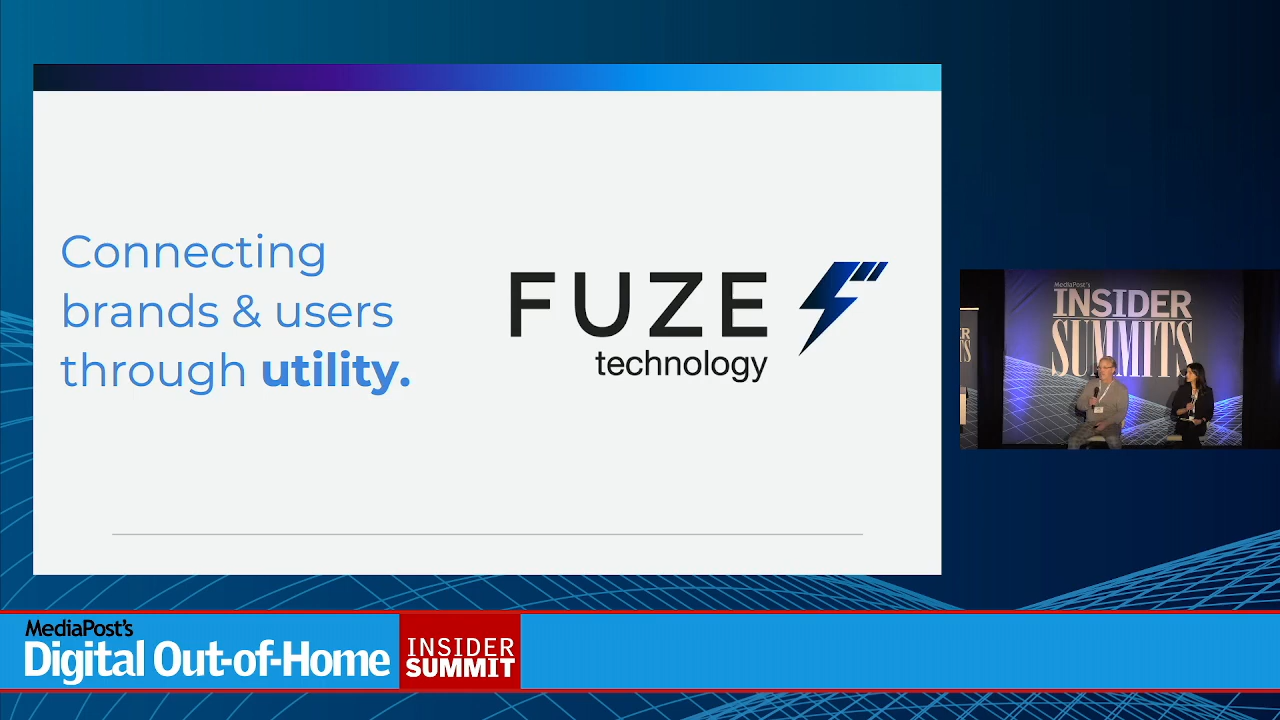 Connecting
brands & users
through utility.
FUZE
technology
MediaPost's
INSIDER
SUMMITS
MediaPost's
Digital Out-of-Home
INSIDER
SUMMIT